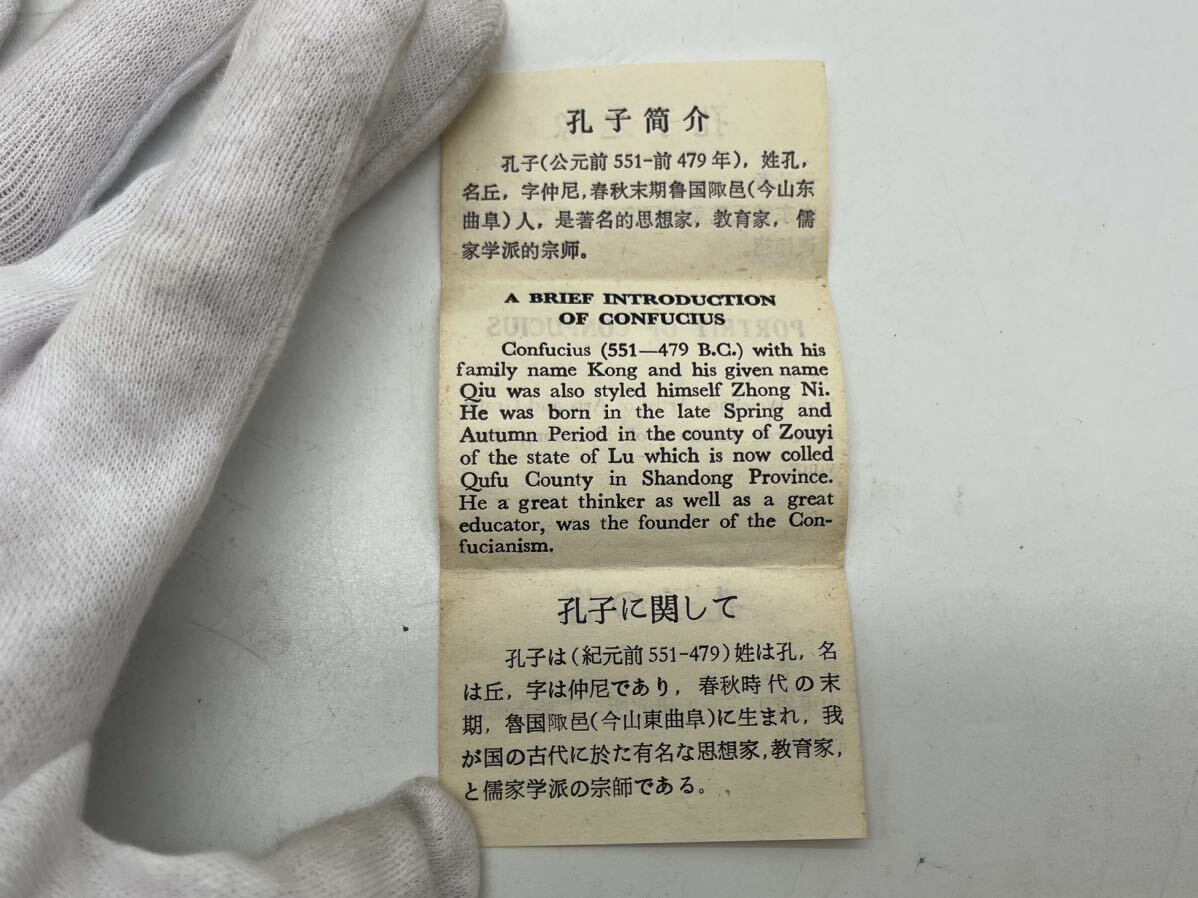 孔子简介
孔子(公元前551-前479年)，姓孔，
名丘，字仲尼，春秋末期鲁国陬邑(今山东
曲阜)人，是著名的思想家，教育家，儒
家学派的宗师。
A BRIEF INTRODUCTION
OF CONFUCIUS
Confucius (551—479 B.C.) with his
family name Kong and his given name
Qiu was also styled himself Zhong Ni.
He was born in the late Spring and
Autumn Period in the county of Zouyi
of the state of Lu which is now colled
Qufu County in Shandong Province.
He a great thinker as well as a great
educator, was the founder of the Con-
fucianism.
孔子に関して
孔子は(紀元前551-479)姓は孔，名
は丘，字は仲尼であり，春秋時代の末
期，魯国陬邑(今山東曲阜)に生まれ，我
が国の古代に於た有名な思想家，教育家，
と儒家学派の宗師である。